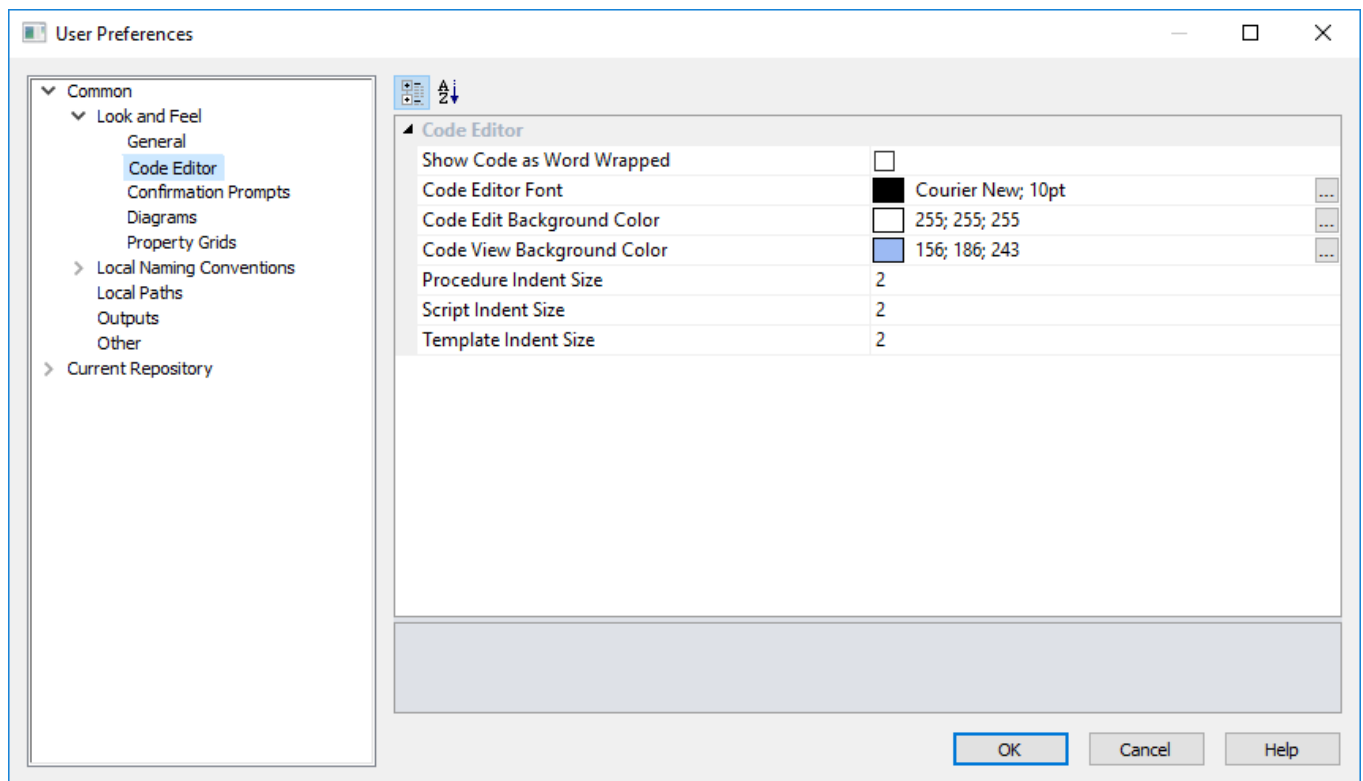 User Preferences
Common
Look and Feel
General
Code Editor
Confirmation Prompts
Diagrams
Property Grids
Local Naming Conventions
Local Paths
Outputs
Other
Current Repository
AZ
Code Editor
Show Code as Word Wrapped
Code Editor Font Courier New; 10pt ...
Code Edit Background Color 255; 255; 255 ...
Code View Background Color 156; 186; 243 ...
Procedure Indent Size 2
Script Indent Size 2
Template Indent Size 2
OK Cancel Help